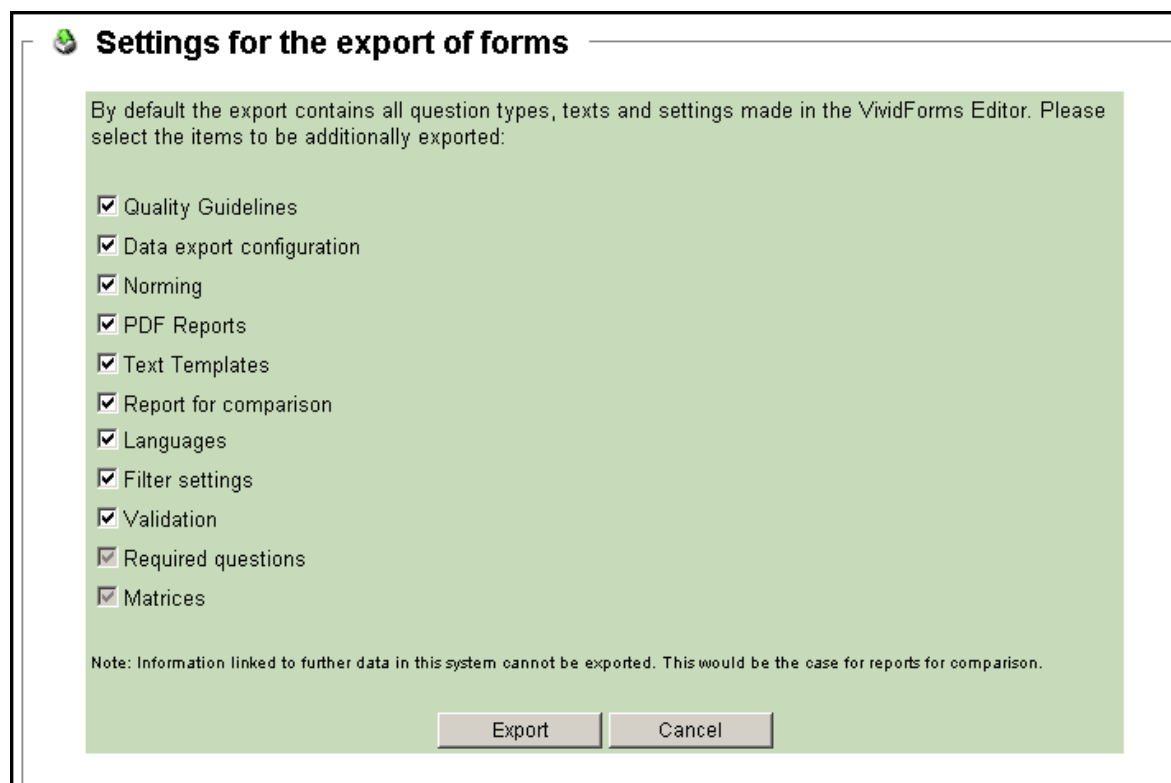 Settings for the export of forms
By default the export contains all question types, texts and settings made in the VividForms Editor. Please
select the items to be additionally exported:
Quality Guidelines
Data export configuration
Norming
PDF Reports
Text Templates
Report for comparison
Languages
Filter settings
Validation
Required questions
Matrices
Note: Information linked to further data in this system cannot be exported. This would be the case for reports for comparison.
Export Cancel